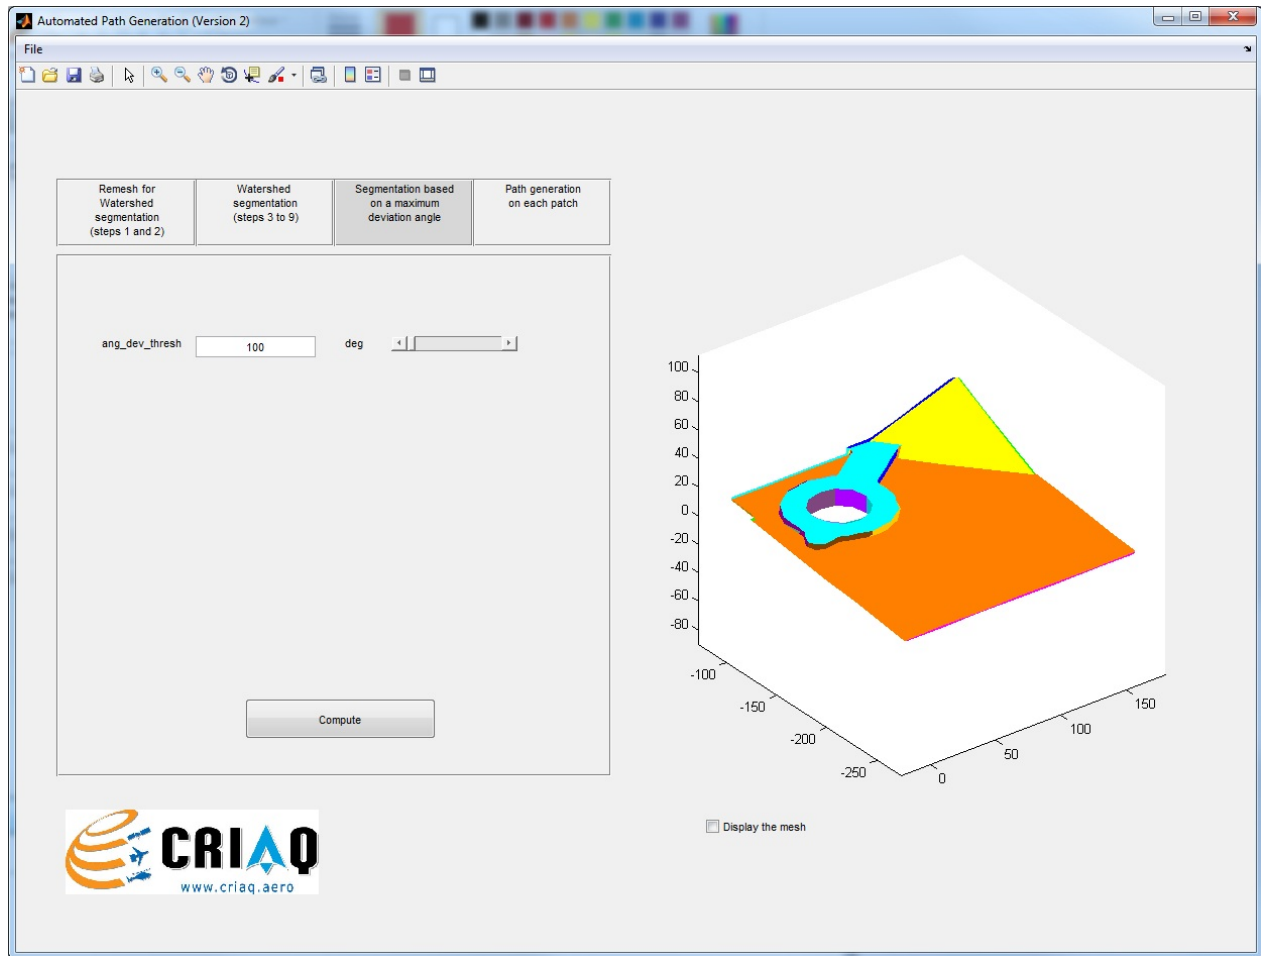 Automated Path Generation (Version 2)
File
Remesh for
Watershed
segmentation
(steps 1 and 2)
Watershed
segmentation
(steps 3 to 9)
Segmentation based
on a maximum
deviation angle
Path generation
on each patch
ang_dev_thresh
100
deg
Compute
100
80
60
40
20
0
-20
-40
-60
-80
-100
-150
-200
-250
0
50
100
150
Display the mesh
CRIAQ
www.criaq.aero